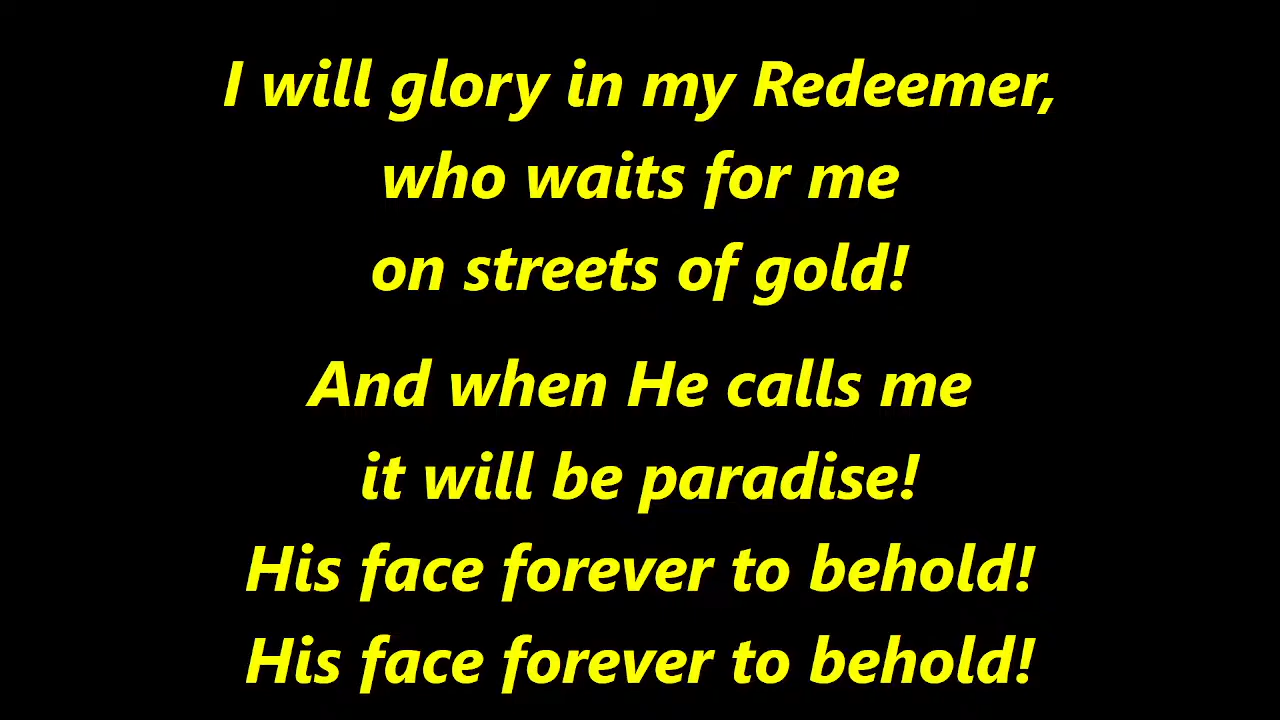 I will glory in my Redeemer,
who waits for me
on streets of gold!
And when He calls me
it will be paradise!
His face forever to behold!
His face forever to behold!